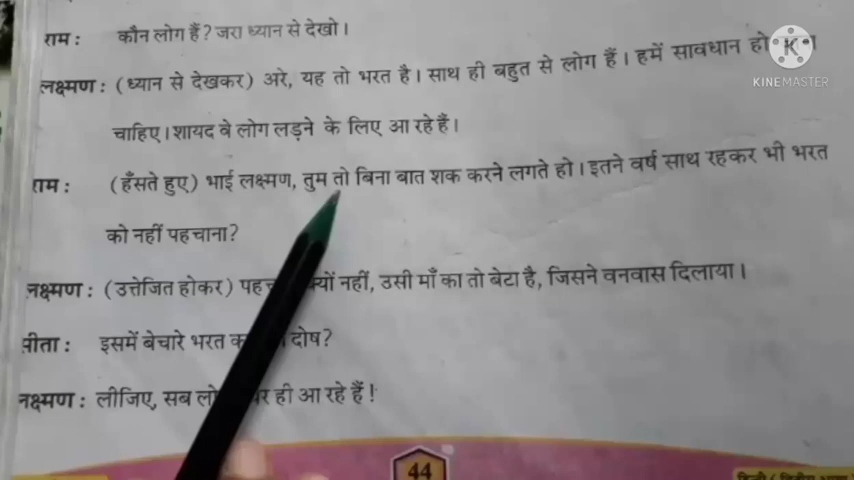 राम : कौन लोग हैं? जरा ध्यान से देखो।
लक्ष्मण : (ध्यान से देखकर) अरे, यह तो भरत है। साथ ही बहुत से लोग हैं। हमें सावधान हो
KINEMASTER
चाहिए। शायद वे लोग लड़ने के लिए आ रहे हैं।
राम : (हँसते हुए) भाई लक्ष्मण, तुम तो बिना बात शक करने लगते हो। इतने वर्ष साथ रहकर भी भरत
को नहीं पहचाना?
लक्ष्मण : (उत्तेजित होकर) नहीं, उसी माँ का तो बेटा है, जिसने वनवास दिलाया।
सीता : इसमें बेचारे भरत दोष?
लक्ष्मण : लीजिए, सब ही आ रहे हैं!
44